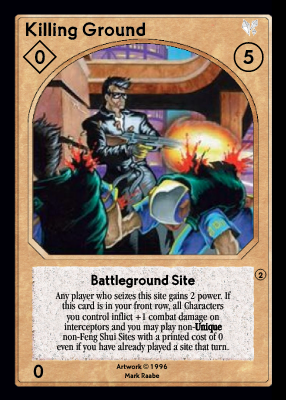 Killing Ground
0
5
Battleground Site
2
Any player who seizes this site gains 2 power. If
this card is in your front row, all Characters
you control inflict +1 combat damage on
interceptors and you may play non-Unique
non-Feng Shui Sites with a printed cost of 0
even if you have already played a site that turn.
0
Artwork © 1996
Mark Raabe